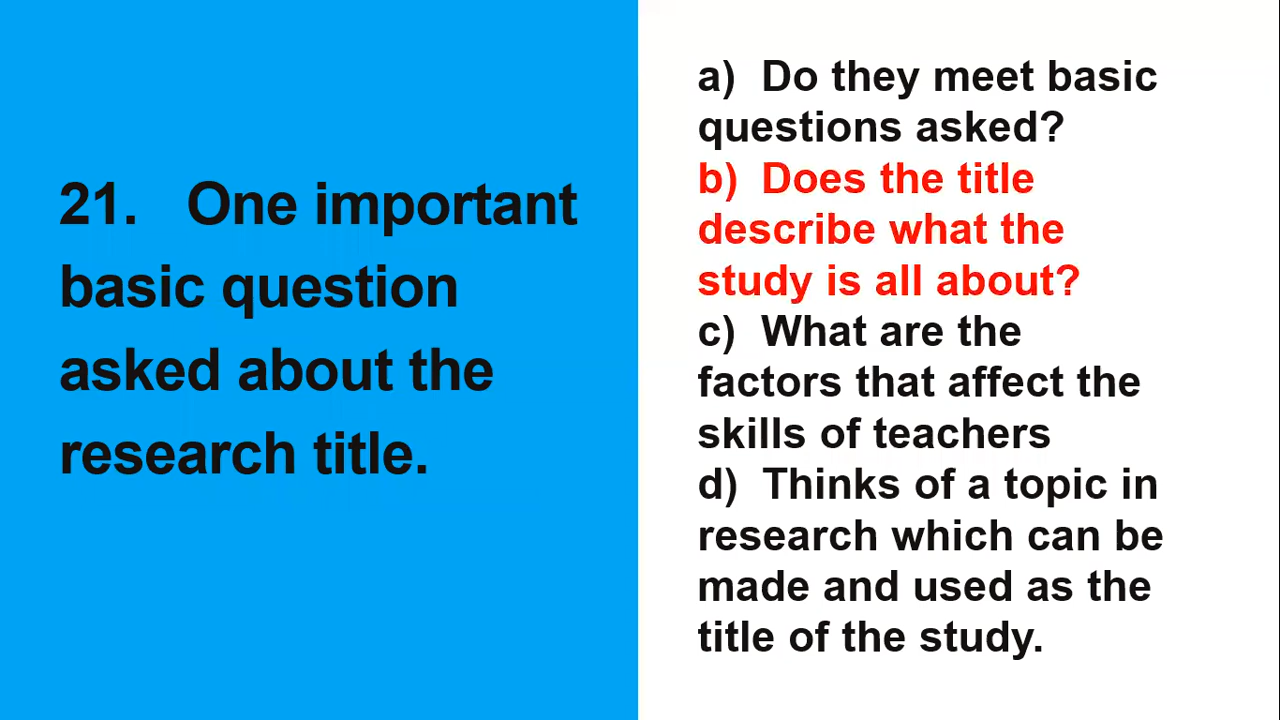 21. One important
basic question
asked about the
research title.
a) Do they meet basic
questions asked?
b) Does the title
describe what the
study is all about?
c) What are the
factors that affect the
skills of teachers
d) Thinks of a topic in
research which can be
made and used as the
title of the study.